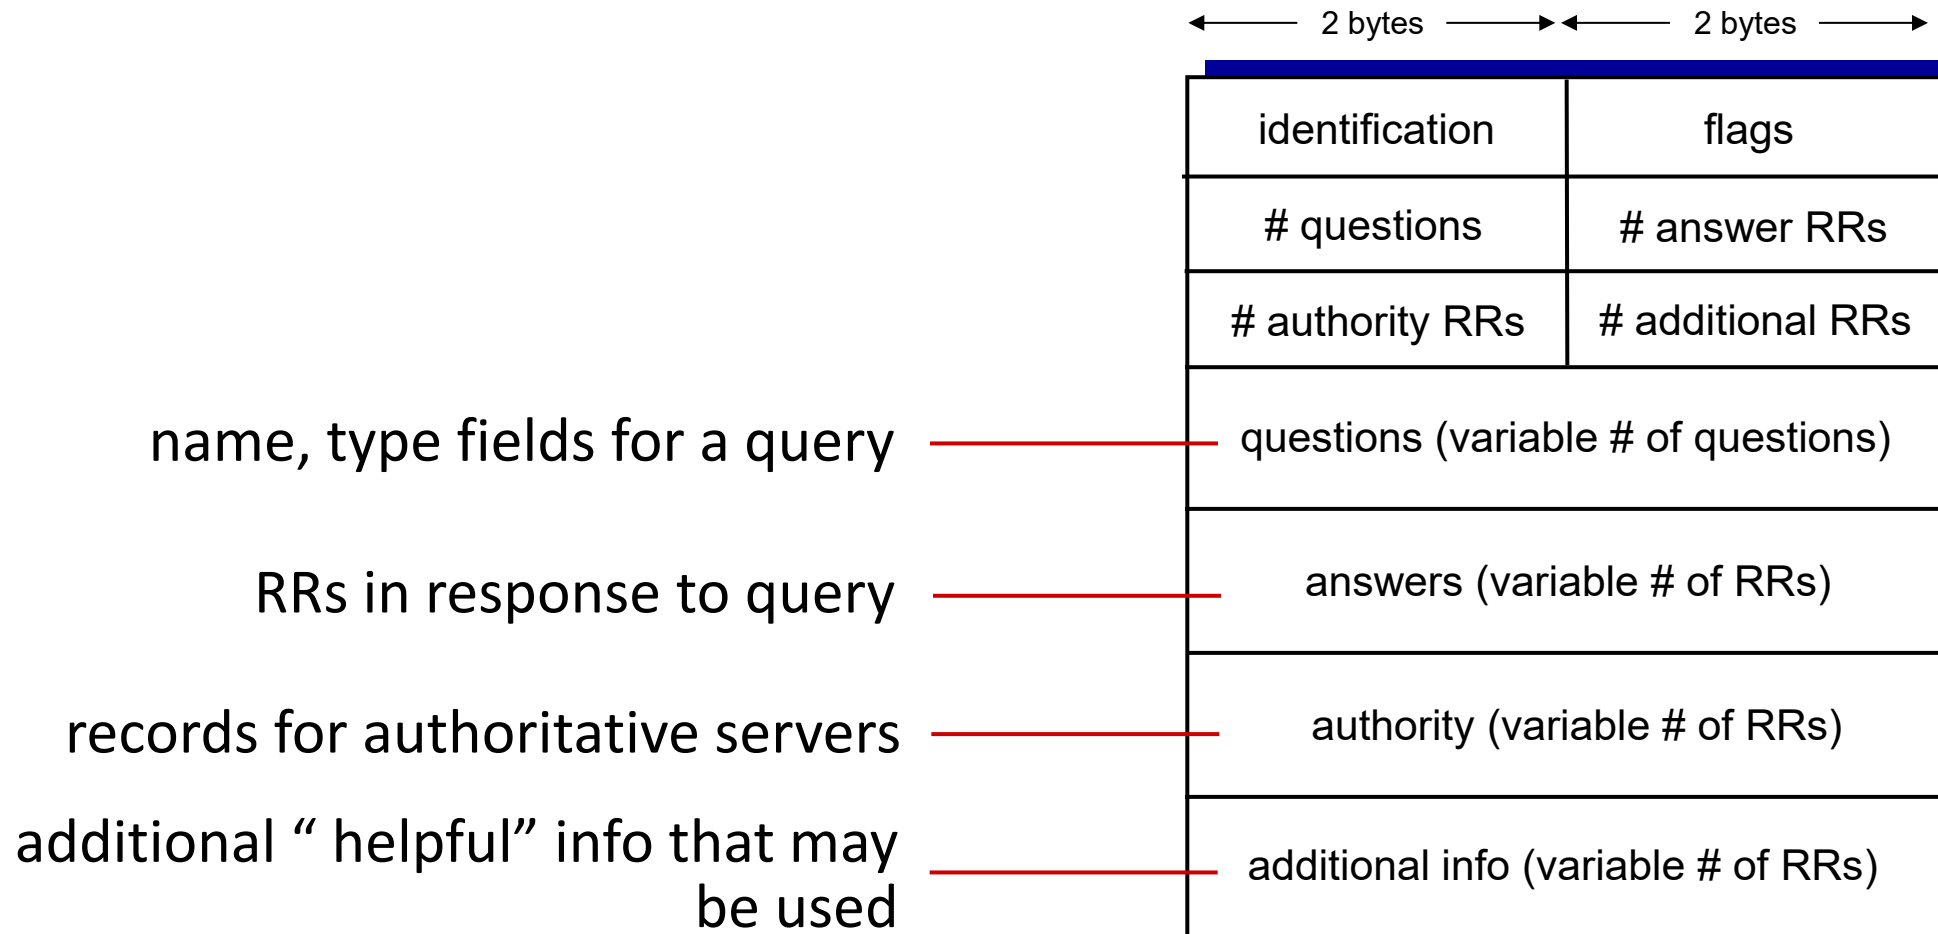 2 bytes 2 bytes
identification flags
# questions # answer RRs
# authority RRs # additional RRs
name, type fields for a query questions (variable # of questions)
RRs in response to query answers (variable # of RRs)
records for authoritative servers authority (variable # of RRs)
additional “ helpful” info that may
be used
additional info (variable # of RRs)